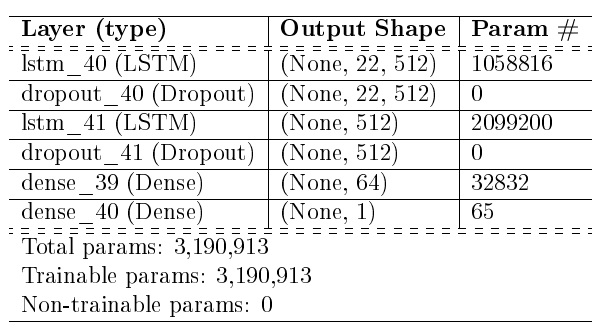 Layer (type) Output Shape Param #
lstm_40 (LSTM) (None, 22, 512) 1058816
dropout_40 (Dropout) (None, 22, 512) 0
lstm_41 (LSTM) (None, 512) 2099200
dropout_41 (Dropout) (None, 512) 0
dense_39 (Dense) (None, 64) 32832
dense_40 (Dense) (None, 1) 65
Total params: 3,190,913
Trainable params: 3,190,913
Non-trainable params: 0